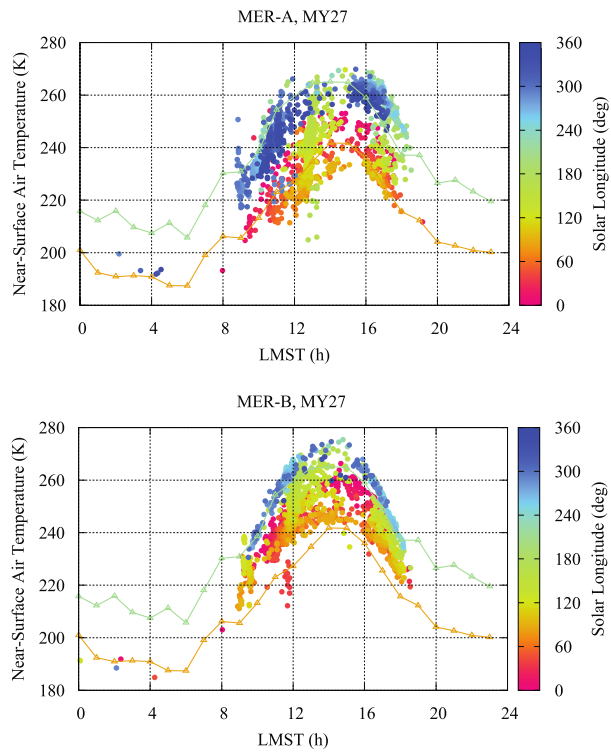 MER-A, MY27
Near-Surface Air Temperature (K)
280
260
240
220
200
180
0 4 8 12 16 20 24
LMST (h)
360
300
240
180
120
60
0
Solar Longitude (deg)
MER-B, MY27
Near-Surface Air Temperature (K)
280
260
240
220
200
180
0 4 8 12 16 20 24
LMST (h)
360
300
240
180
120
60
0
Solar Longitude (deg)